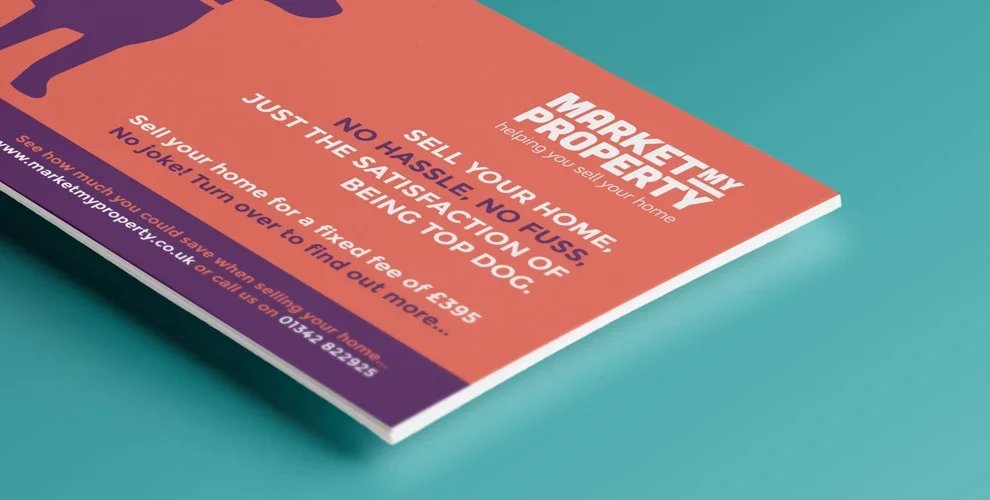 MARKET MY
PROPERTY
helping you sell your home
SELL YOUR HOME,
NO HASSLE, NO FUSS,
JUST THE SATISFACTION OF
BEING TOP DOG.
Sell your home for a fixed fee of £395
No joke! Turn over to find out more...
See how much you could save when selling your home...
www.marketmyproperty.co.uk or call us on 01342 822925